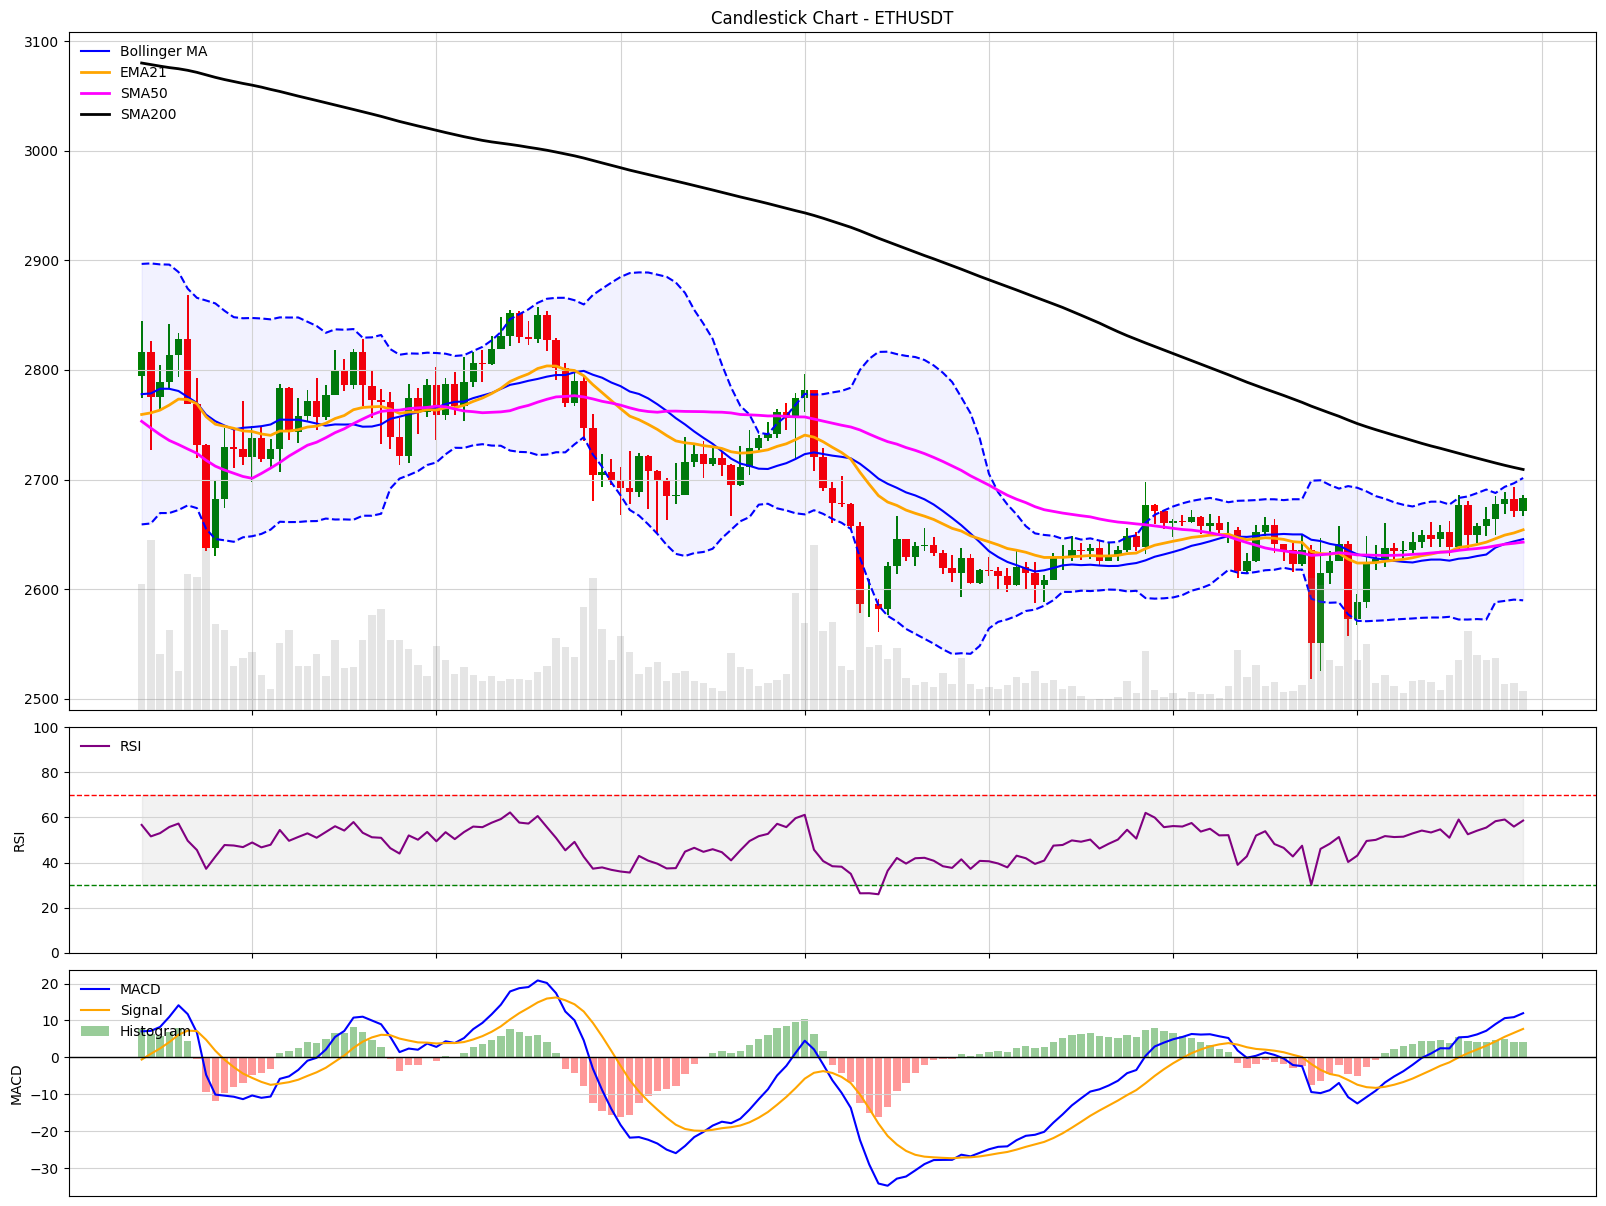 Candlestick Chart - ETHUSDT
Bollinger MA
EMA21
SMA50
SMA200
3100
3000
2900
2800
2700
2600
2500
RSI
100
80
60
40
20
0
RSI
MACD
Signal
Histogram
20
10
0
−10
−20
−30
MACD